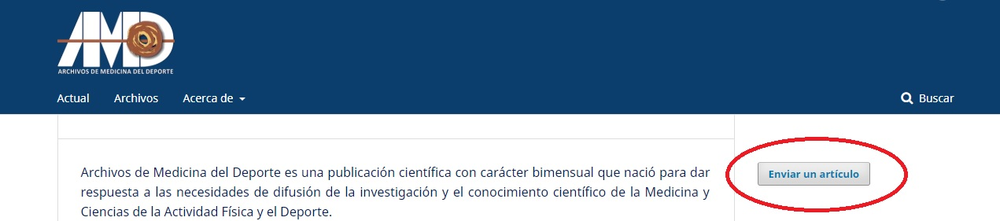 AMD
ARCHIVOS DE MEDICINA DEL DEPORTE
Actual Archivos Acerca de Buscar
Archivos de Medicina del Deporte es una publicación científica con carácter bimensual que nació para dar
respuesta a las necesidades de difusión de la investigación y el conocimiento científico de la Medicina y
Ciencias de la Actividad Física y el Deporte.
Enviar un artículo